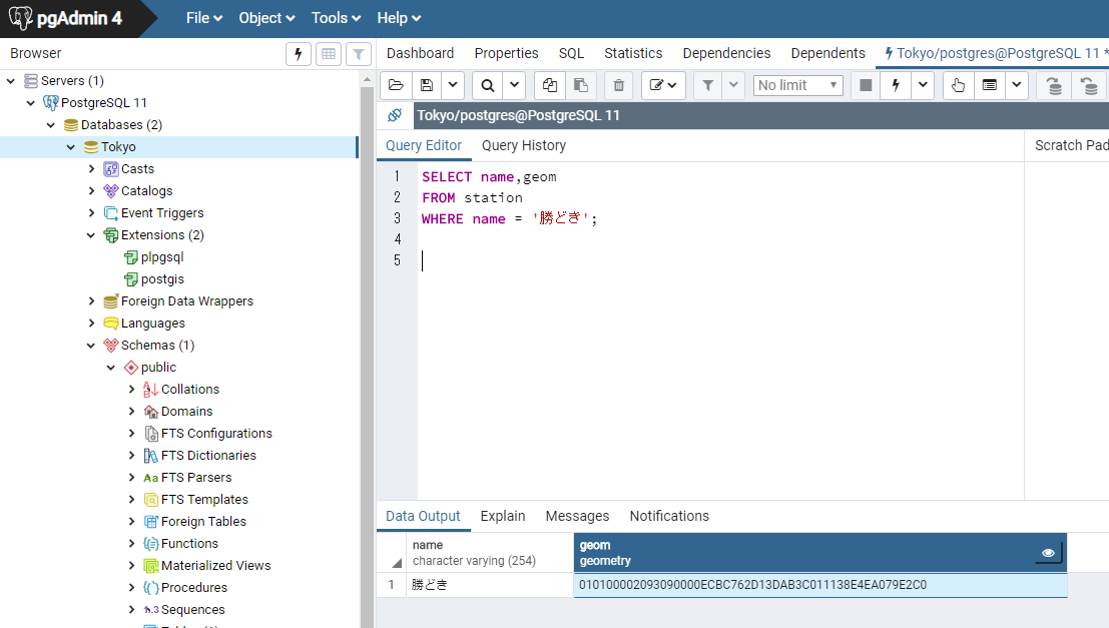 pgAdmin 4
File
Object
Tools
Help
Browser
Servers (1)
PostgreSQL 11
Databases (2)
Tokyo
Casts
Catalogs
Event Triggers
Extensions (2)
plpgsql
postgis
Foreign Data Wrappers
Languages
Schemas (1)
public
Collations
Domains
FTS Configurations
FTS Dictionaries
Aa FTS Parsers
FTS Templates
Foreign Tables
Functions
Materialized Views
Procedures
1.3 Sequences
Dashboard
Properties
SQL
Statistics
Dependencies
Dependents
Tokyo/postgres@PostgreSQL 11 *
No limit
Tokyo/postgres@PostgreSQL 11
Query Editor
Query History
Scratch Pad
1 SELECT name,geom
2 FROM station
3 WHERE name = '勝どき';
4
5
Data Output
Explain
Messages
Notifications
name
character varying (254)
geom
geometry
1 勝どき 010100002093090000ECBC762D13DAB3C011138E4EA079E2C0